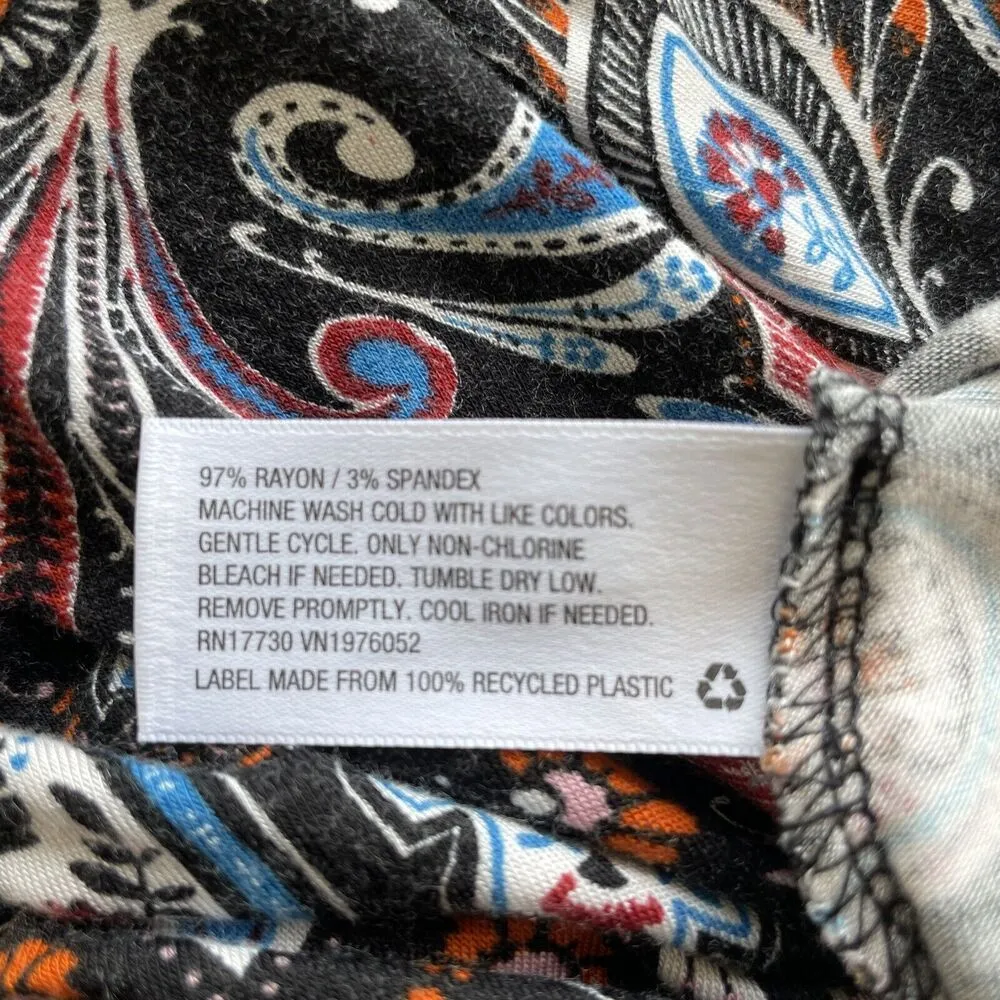 97% RAYON / 3% SPANDEX
MACHINE WASH COLD WITH LIKE COLORS.
GENTLE CYCLE. ONLY NON-CHLORINE
BLEACH IF NEEDED. TUMBLE DRY LOW.
REMOVE PROMPTLY. COOL IRON IF NEEDED.
RN17730 VN1976052
LABEL MADE FROM 100% RECYCLED PLASTIC